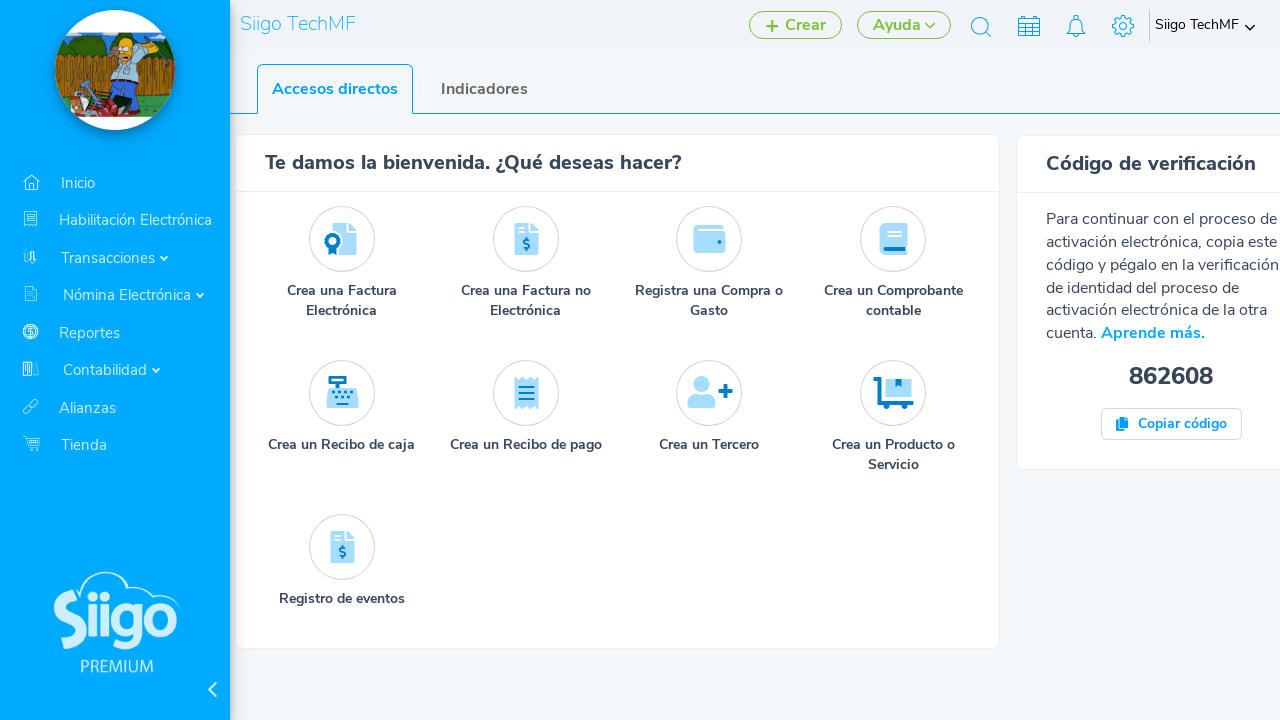 Siigo TechMF
Crear
Ayuda
Siigo TechMF
Inicio
Habilitación Electrónica
Transacciones
Nómina Electrónica
Reportes
Contabilidad
Alianzas
Tienda
Siigo
PREMIUM
Accesos directos
Indicadores
Te damos la bienvenida. ¿Qué deseas hacer?
Crea una Factura
Electrónica
Crea una Factura no
Electrónica
Registra una Compra o
Gasto
Crea un Comprobante
contable
Crea un Recibo de caja
Crea un Recibo de pago
Crea un Tercero
Crea un Producto o
Servicio
Registro de eventos
Código de verificación
Para continuar con el proceso de
activación electrónica, copia este
código y pégalo en la verificación
de identidad del proceso de
activación electrónica de la otra
cuenta. Aprende más.
862608
Copiar código